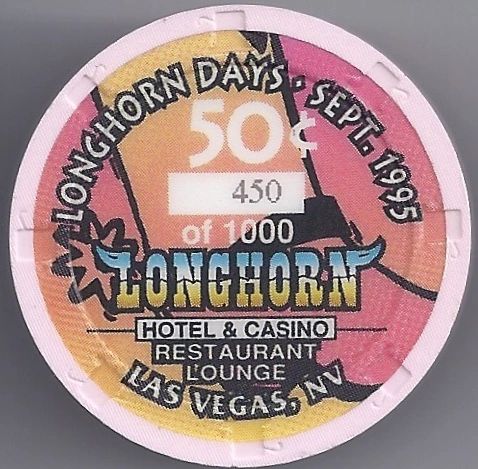 LONGHORN DAYS · SEPT. 1995
50¢
450
of 1000
LONGHORN
HOTEL & CASINO
RESTAURANT
LOUNGE
LAS VEGAS, NV